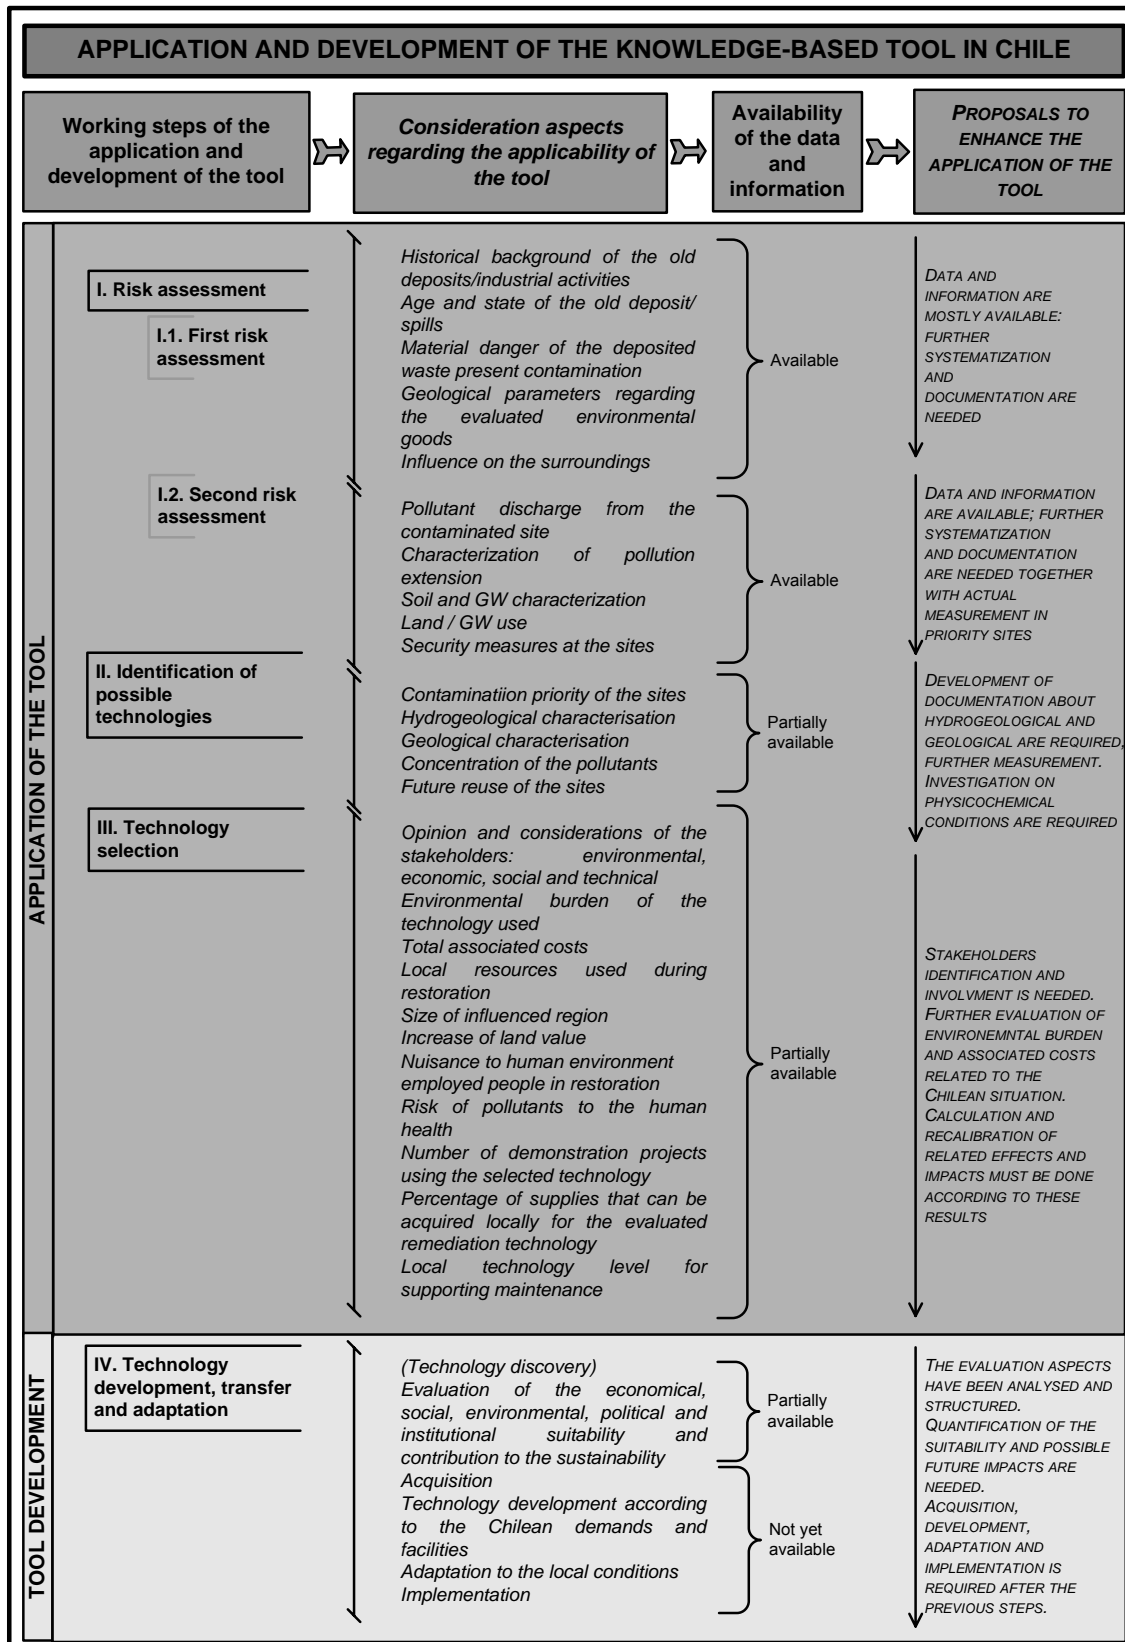 APPLICATION AND DEVELOPMENT OF THE KNOWLEDGE-BASED TOOL IN CHILE
Working steps of the
application and
development of the tool
Consideration aspects
regarding the applicability of
the tool
Availability
of the data
and
information
PROPOSALS TO
ENHANCE THE
APPLICATION OF THE
TOOL
APPLICATION OF THE TOOL
I. Risk assessment
I.1. First risk
assessment
Historical background of the old
deposits/industrial activities
Age and state of the old deposit/
spills
Material danger of the deposited
waste present contamination
Geological parameters regarding
the evaluated environmental
goods
Influence on the surroundings
Available
DATA AND
INFORMATION ARE
MOSTLY AVAILABLE:
FURTHER
SYSTEMATIZATION
AND
DOCUMENTATION ARE
NEEDED
I.2. Second risk
assessment
Pollutant discharge from the
contaminated site
Characterization of pollution
extension
Soil and GW characterization
Land / GW use
Security measures at the sites
Available
DATA AND INFORMATION
ARE AVAILABLE; FURTHER
SYSTEMATIZATION
AND DOCUMENTATION
ARE NEEDED TOGETHER
WITH ACTUAL
MEASUREMENT IN
PRIORITY SITES
II. Identification of
possible
technologies
Contaminatiion priority of the sites
Hydrogeological characterisation
Geological characterisation
Concentration of the pollutants
Future reuse of the sites
Partially
available
DEVELOPMENT OF
DOCUMENTATION ABOUT
HYDROGEOLOGICAL AND
GEOLOGICAL ARE REQUIRED,
FURTHER MEASUREMENT.
INVESTIGATION ON
PHYSICOCHEMICAL
CONDITIONS ARE REQUIRED
III. Technology
selection
Opinion and considerations of the
stakeholders: environmental,
economic, social and technical
Environmental burden of the
technology used
Total associated costs
Local resources used during
restoration
Size of influenced region
Increase of land value
Nuisance to human environment
employed people in restoration
Risk of pollutants to the human
health
Number of demonstration projects
using the selected technology
Percentage of supplies that can be
acquired locally for the evaluated
remediation technology
Local technology level for
supporting maintenance
Partially
available
STAKEHOLDERS
IDENTIFICATION AND
INVOLVMENT IS NEEDED.
FURTHER EVALUATION OF
ENVIRONEMNTAL BURDEN
AND ASSOCIATED COSTS
RELATED TO THE
CHILEAN SITUATION.
CALCULATION AND
RECALIBRATION OF
RELATED EFFECTS AND
IMPACTS MUST BE DONE
ACCORDING TO THESE
RESULTS
TOOL DEVELOPMENT
IV. Technology
development, transfer
and adaptation
(Technology discovery)
Evaluation of the economical,
social, environmental, political and
institutional suitability and
contribution to the sustainability
Acquisition
Technology development according
to the Chilean demands and
facilities
Adaptation to the local conditions
Implementation
Partially
available
Not yet
available
THE EVALUATION ASPECTS
HAVE BEEN ANALYSED AND
STRUCTURED.
QUANTIFICATION OF THE
SUITABILITY AND POSSIBLE
FUTURE IMPACTS ARE
NEEDED.
ACQUISITION,
DEVELOPMENT,
ADAPTATION AND
IMPLEMENTATION IS
REQUIRED AFTER THE
PREVIOUS STEPS.